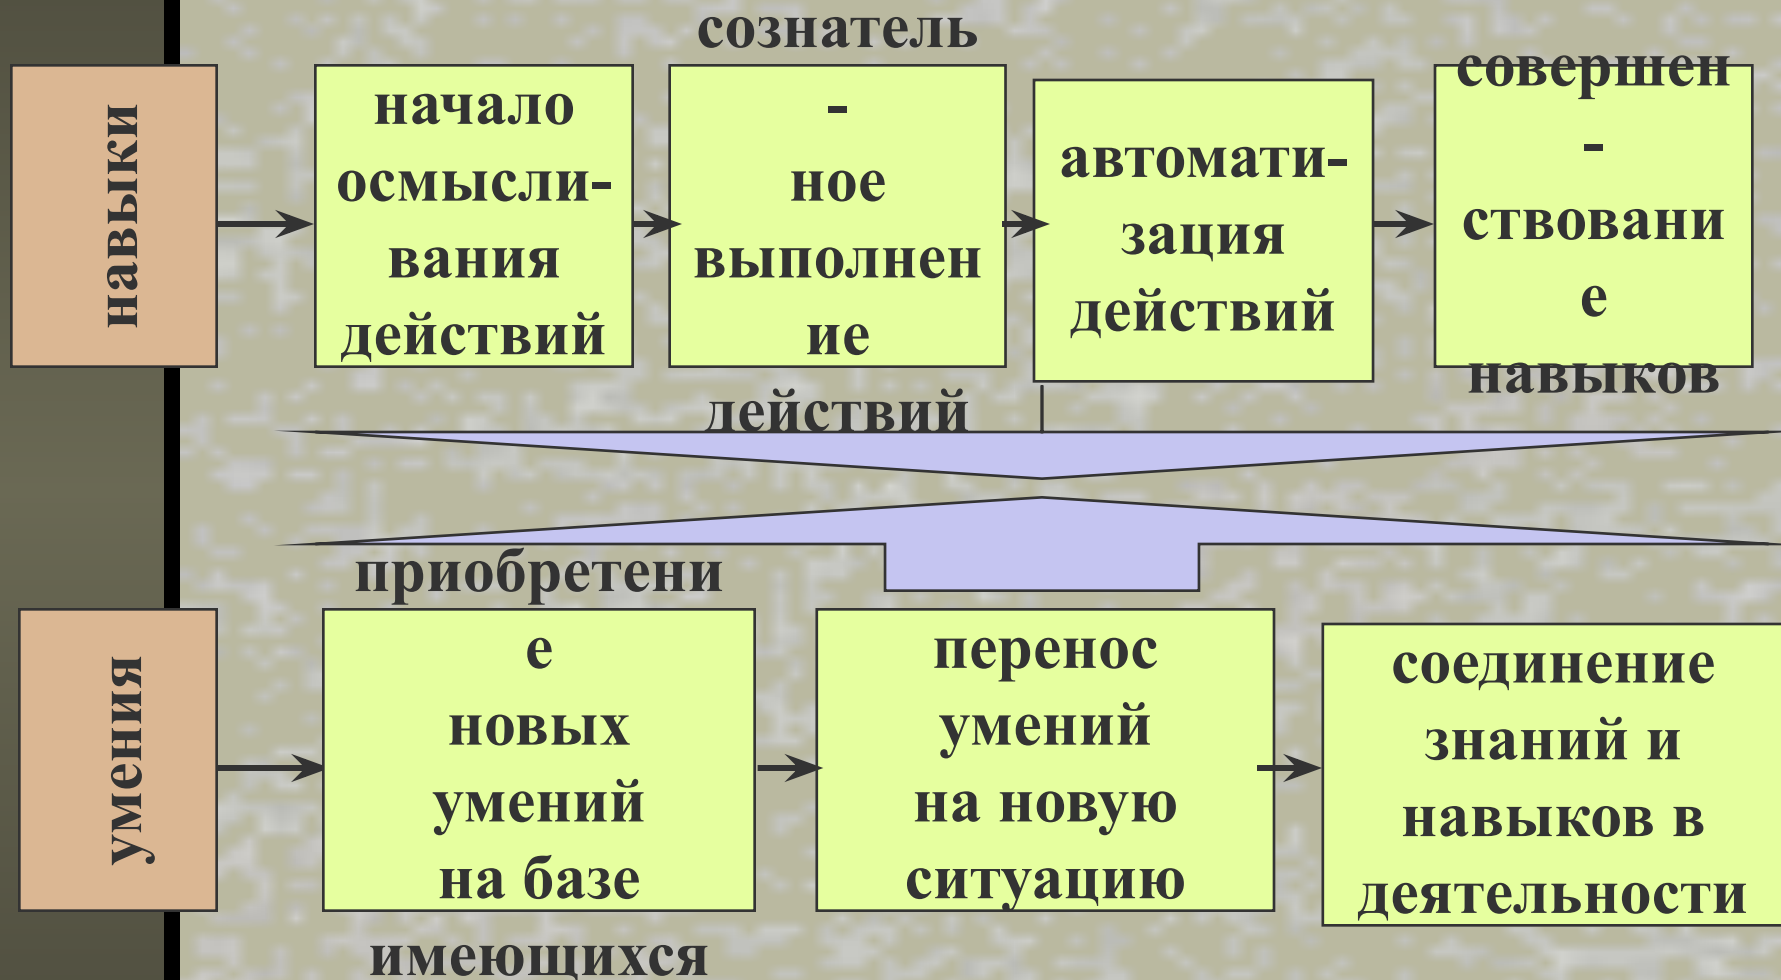 навыки
начало
осмысли-
вания
действий
сознатель
-
ное
выполнен
ие
действий
автомати-
зация
действий
совершен
-
ствовани
е
навыков
умения
приобретени
е
новых
умений
на базе
имеющихся
перенос
умений
на новую
ситуацию
соединение
знаний и
навыков в
деятельности